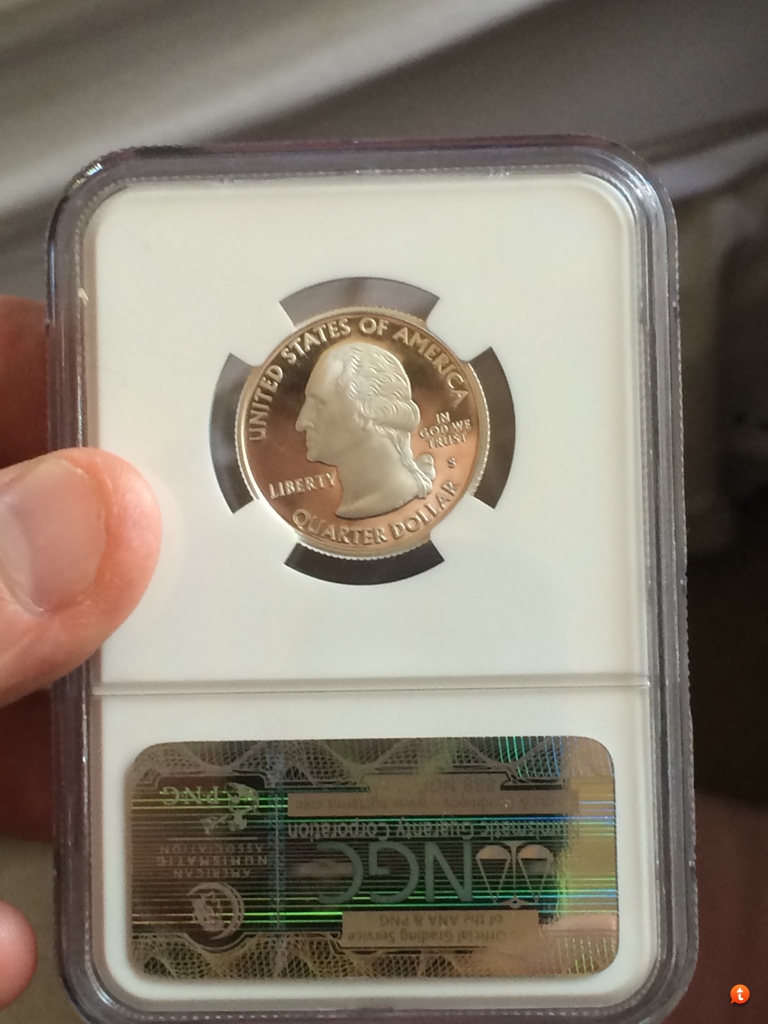 UNITED STATES OF AMERICA
IN
GOD WE
TRUST
S
LIBERTY
QUARTER DOLLAR
PNG
AMERICAN
NUMISMATIC
ASSOCIATION
NGC
Numismatic Guaranty Corporation
Official Grading Service
of the ANA & PNG